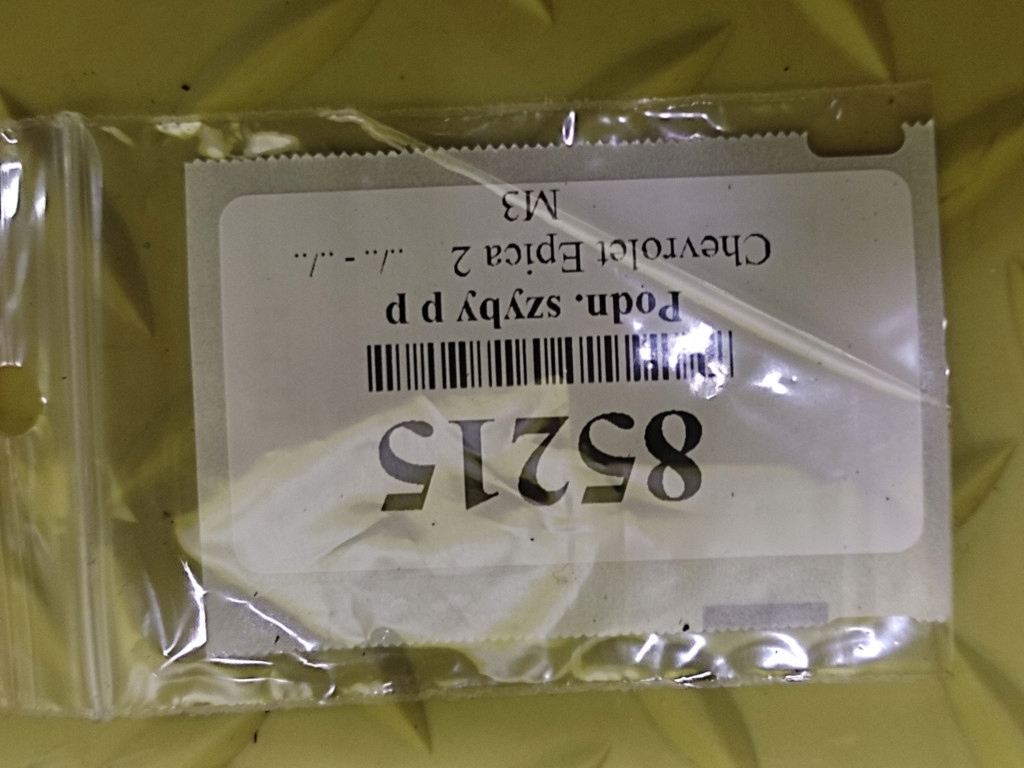 85215
Podn. szyby p p
Chevrolet Epica 2 ../.. - ../..
M3